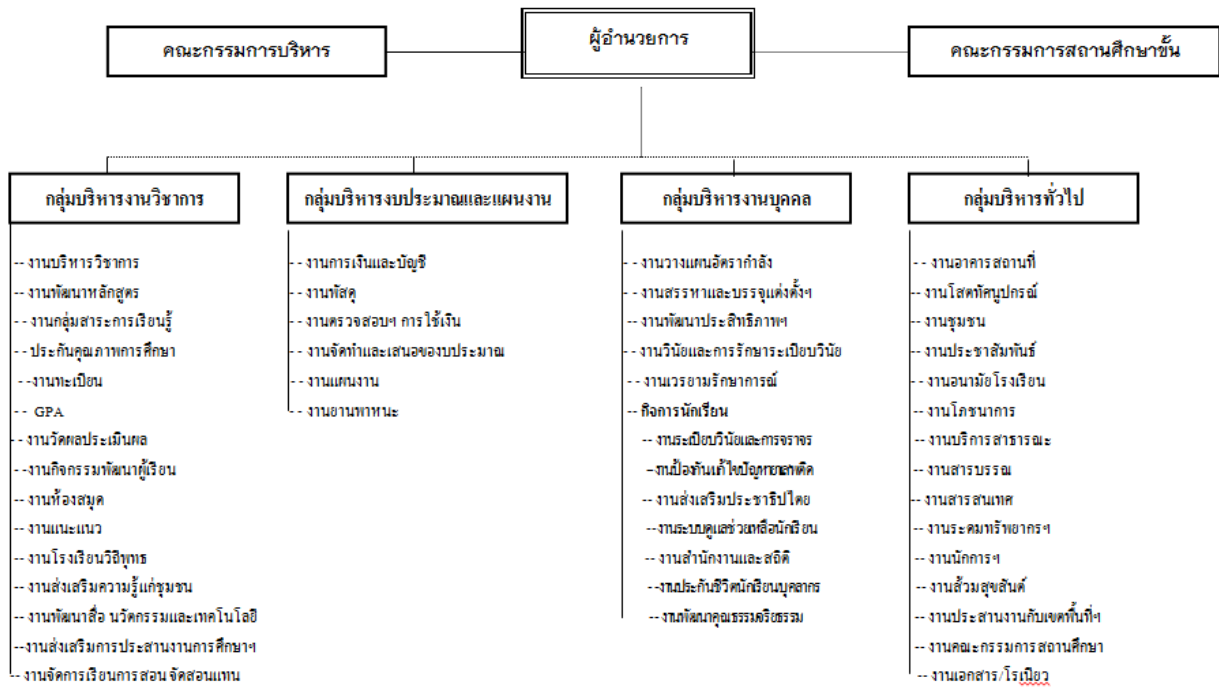 ผู้อำนวยการ
คณะกรรมการบริหาร
คณะกรรมการสถานศึกษาขั้น
กลุ่มบริหารงานวิชาการ
-- งานบริหารวิชาการ
-- งานพัฒนาหลักสูตร
-- งานกลุ่มสาระการเรียนรู้
-- ประกันคุณภาพการศึกษา
--งานทะเบียน
-- GPA
-- งานวัดผลประเมินผล
-- งานกิจกรรมพัฒนาผู้เรียน
-- งานห้องสมุด
-- งานแนะแนว
-- งานโรงเรียนวิถีพุทธ
-- งานส่งเสริมความรู้แก่ชุมชน
-- งานพัฒนาสื่อ นวัตกรรมและเทคโนโลยี
-- งานส่งเสริมการประสานงานการศึกษาฯ
-- งานจัดการเรียนการสอน จัดสอนแทน
กลุ่มบริหารงบประมาณและแผนงาน
-- งานการเงินและบัญชี
-- งานพัสดุ
-- งานตรวจสอบฯ การใช้เงิน
-- งานจัดทำและเสนอของบประมาณ
-- งานแผนงาน
-- งานยานพาหนะ
กลุ่มบริหารงานบุคคล
-- งานวางแผนอัตรากำลัง
-- งานสรรหาและบรรจุแต่งตั้งฯ
-- งานพัฒนาประสิทธิภาพฯ
-- งานวินัยและการรักษาระเบียบวินัย
-- งานเวรยามรักษาการณ์
-- กิจการนักเรียน
-- งานระเบียบวินัยและการจราจร
--งานป้องกันแก้ไขปัญหายาเสพติด
-- งานส่งเสริมประชาธิปไตย
--งานระบบดูแลช่วยเหลือนักเรียน
-- งานสำนักงานและสถิติ
--งานประกันชีวิตนักเรียนบุคลากร
-- งานพัฒนาคุณธรรมจริยธรรม
กลุ่มบริหารทั่วไป
-- งานอาคารสถานที่
-- งานโสตทัศนูปกรณ์
-- งานชุมชน
-- งานประชาสัมพันธ์
-- งานอนามัยโรงเรียน
-- งานโภชนาการ
-- งานบริการสาธารณะ
-- งานสารบรรณ
-- งานสารสนเทศ
-- งานระดมทรัพยากรฯ
-- งานนักการฯ
-- งานส้วมสุขสันต์
-- งานประสานงานกับเขตพื้นที่ฯ
-- งานคณะกรรมการสถานศึกษา
-- งานเอกสาร/โรเนียว